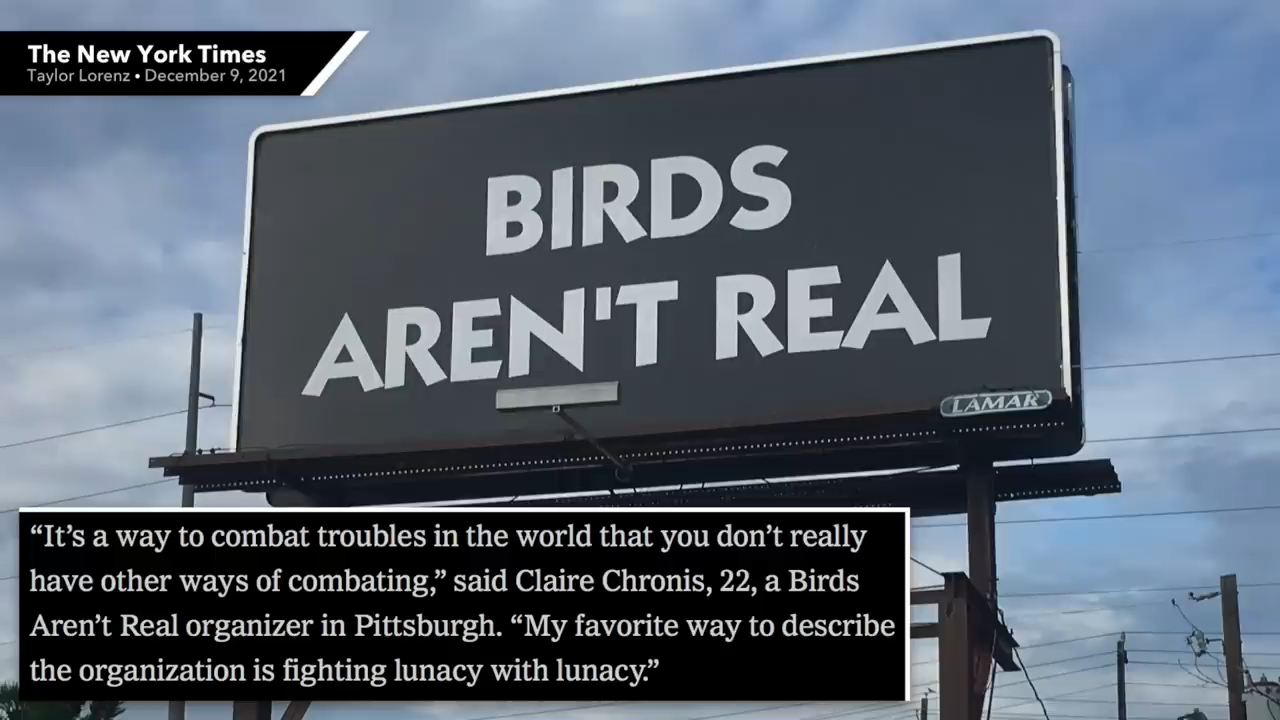 The New York Times
Taylor Lorenz • December 9, 2021
BIRDS
AREN'T REAL
LAMAR
“It’s a way to combat troubles in the world that you don’t really
have other ways of combating,” said Claire Chronis, 22, a Birds
Aren’t Real organizer in Pittsburgh. “My favorite way to describe
the organization is fighting lunacy with lunacy.”